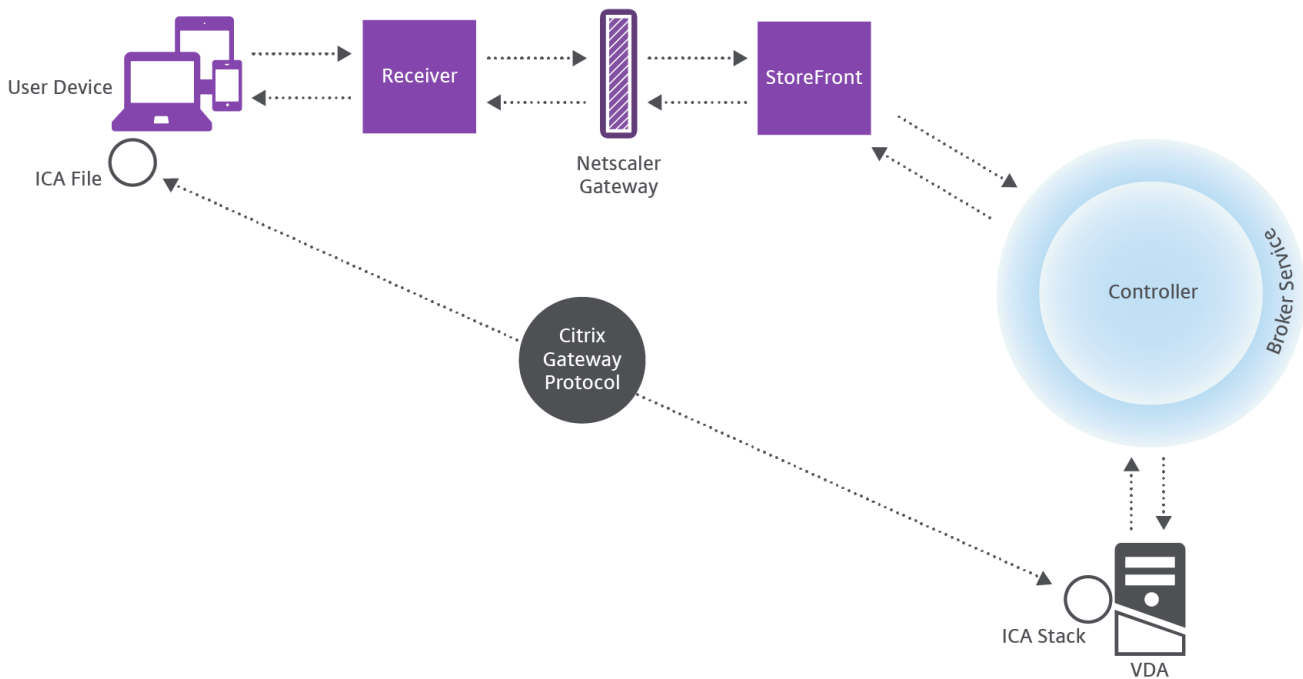 User Device
Receiver
StoreFront
Netscaler
Gateway
ICA File
Controller
Broker Service
Citrix
Gateway
Protocol
ICA Stack
VDA